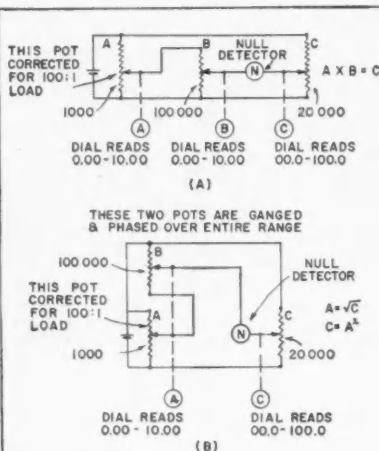 THIS POT
CORRECTED
FOR 100:1
LOAD
A
B
NULL
DETECTOR
N
C
A X B = C
1000
100 000
20 000
A
B
C
DIAL READS
0.00-10.00
DIAL READS
0.00-10.00
DIAL READS
00.0-100.0
(A)
THESE TWO POTS ARE GANGED
& PHASED OVER ENTIRE RANGE
100 000
B
NULL
DETECTOR
THIS POT
CORRECTED
FOR 100:1
LOAD
A
N
C
A=√C
C=A²
1000
20 000
A
C
DIAL READS
0.00-10.00
DIAL READS
00.0-100.0
(B)